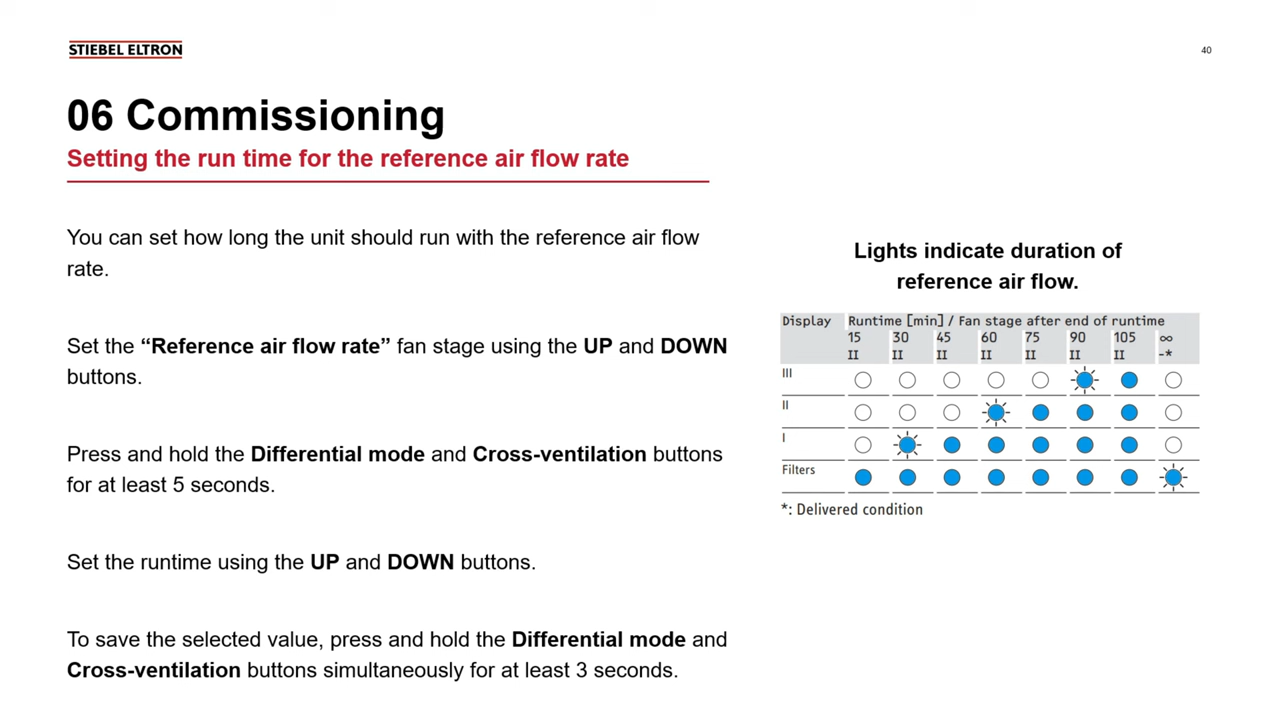 STIEBEL ELTRON
40
06 Commissioning
Setting the run time for the reference air flow rate
You can set how long the unit should run with the reference air flow
rate.
Set the “Reference air flow rate” fan stage using the UP and DOWN
buttons.
Press and hold the Differential mode and Cross-ventilation buttons
for at least 5 seconds.
Set the runtime using the UP and DOWN buttons.
To save the selected value, press and hold the Differential mode and
Cross-ventilation buttons simultaneously for at least 3 seconds.
Lights indicate duration of
reference air flow.
Display Runtime [min] / Fan stage after end of runtime
15 30 45 60 75 90 105 ∞
II II II II II II II -*
III
II
I
Filters
*: Delivered condition